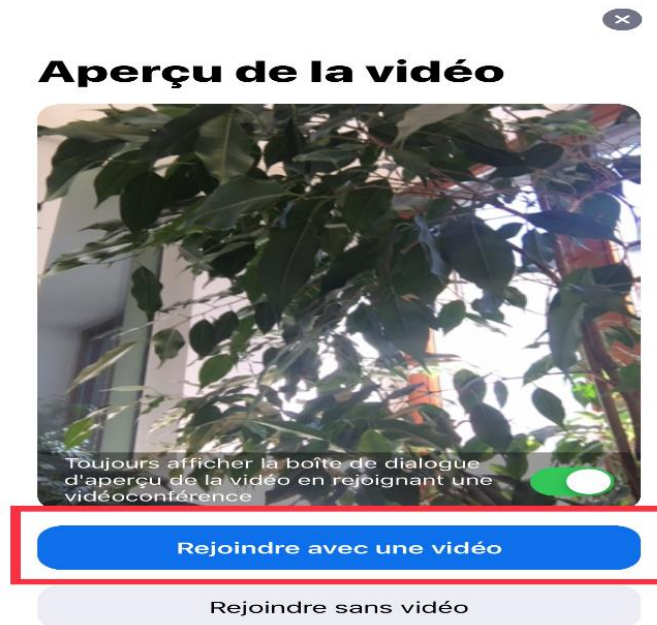 Aperçu de la vidéo
Toujours afficher la boîte de dialogue
d'aperçu de la vidéo en rejoignant une
vidéoconférence
Rejoindre avec une vidéo
Rejoindre sans vidéo